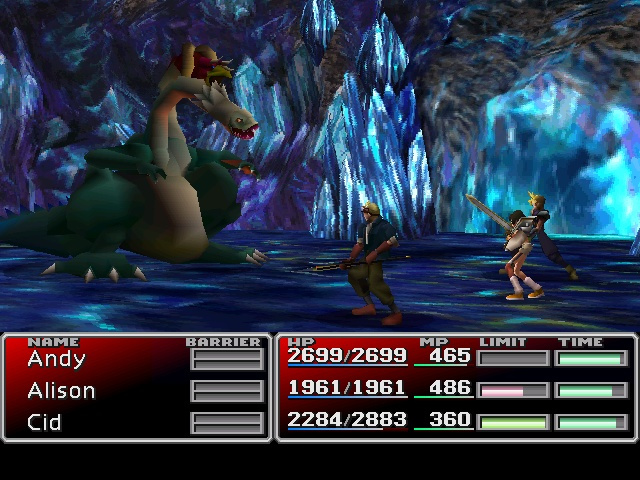 NAME BARRIER HP MP LIMIT TIME
Andy 2699/2699 465
Alison 1961/1961 486
Cid 2284/2883 360